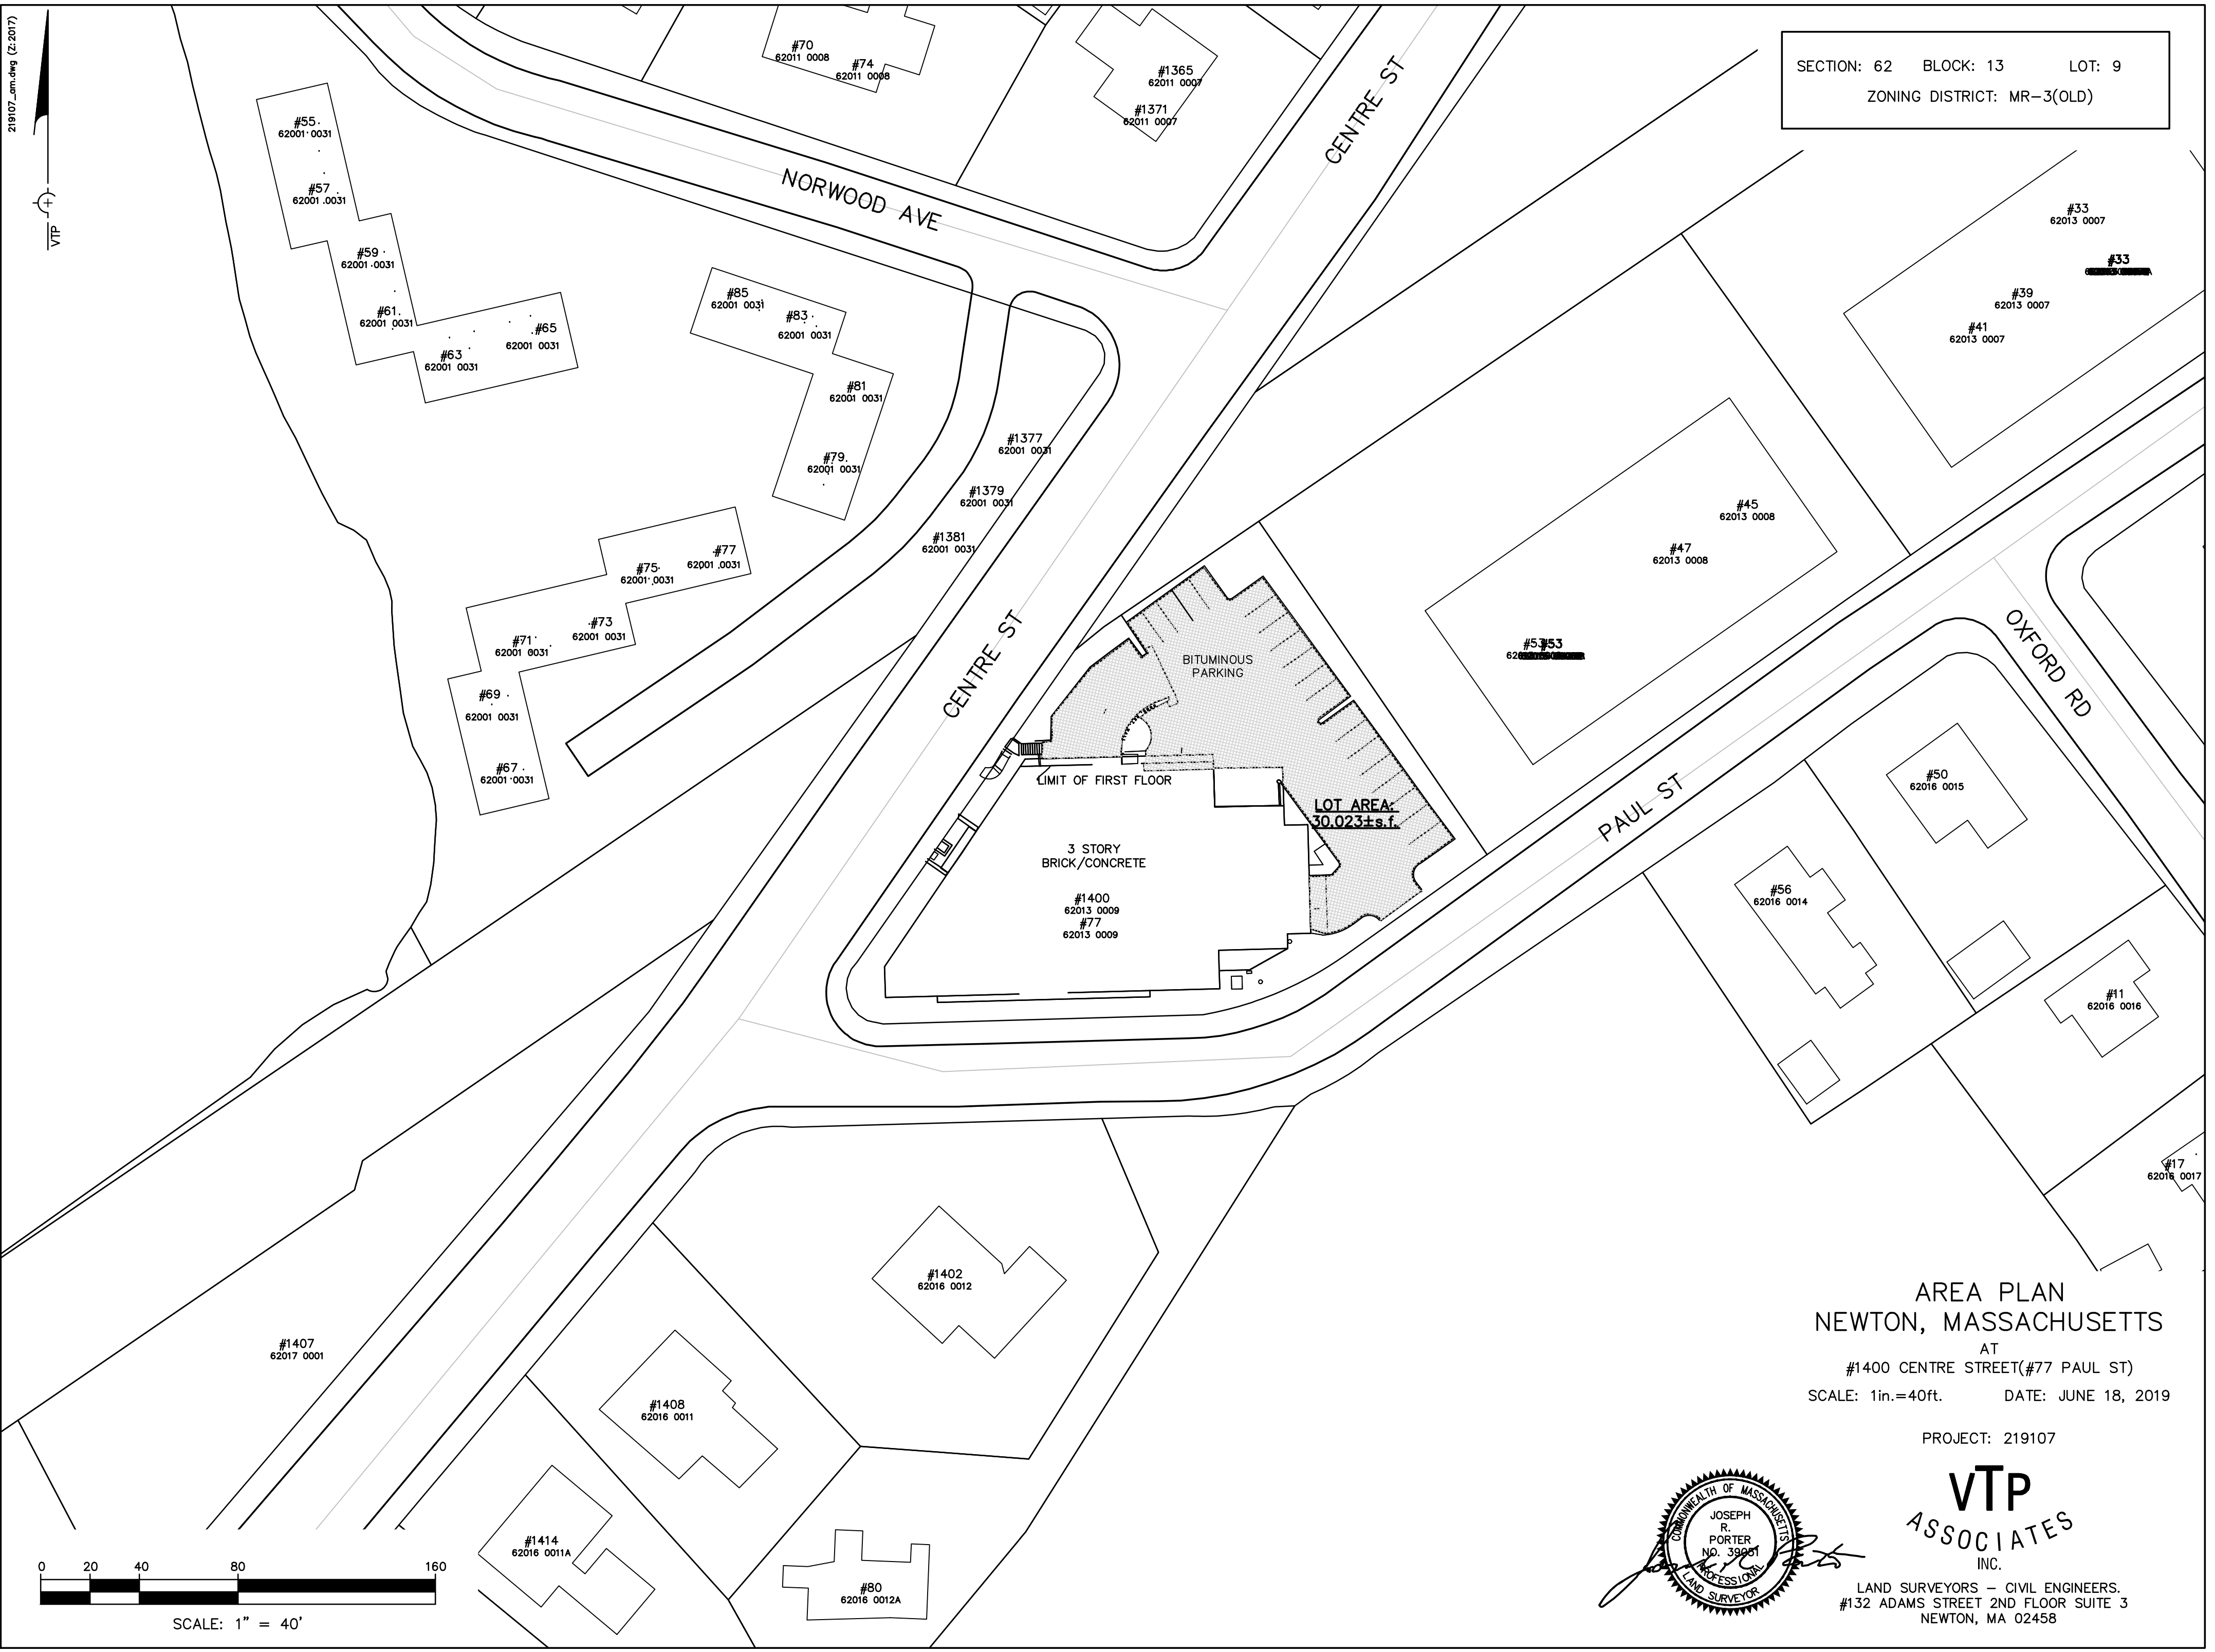 219107_am.dwg (Z:2017)
VTP
SECTION: 62 BLOCK: 13 LOT: 9
ZONING DISTRICT: MR-3(OLD)
#70
62011 0008
#74
62011 0008
#1365
62011 0007
#1371
62011 0007
CENTRE ST
NORWOOD AVE
#55
62001 0031
#57
62001 0031
#59
62001 0031
#61
62001 0031
#63
62001 0031
#65
62001 0031
#85
62001 0031
#83
62001 0031
#81
62001 0031
#79
62001 0031
#77
62001 0031
#75
62001 0031
#73
62001 0031
#71
62001 0031
#69
62001 0031
#67
62001 0031
#1377
62001 0031
#1379
62001 0031
#1381
62001 0031
CENTRE ST
#33
62013 0007
#33
#39
62013 0007
#41
62013 0007
#45
62013 0008
#47
62013 0008
#53
BITUMINOUS
PARKING
LIMIT OF FIRST FLOOR
LOT AREA:
30,023±s.f.
3 STORY
BRICK/CONCRETE
#1400
62013 0009
#77
62013 0009
PAUL ST
OXFORD RD
#50
62016 0015
#56
62016 0014
#11
62016 0016
#17
62016 0017
#1402
62016 0012
#1407
62017 0001
#1408
62016 0011
#1414
62016 0011A
#80
62016 0012A
0 20 40 80 160
SCALE: 1" = 40'
AREA PLAN
NEWTON, MASSACHUSETTS
AT
#1400 CENTRE STREET(#77 PAUL ST)
SCALE: 1in.=40ft. DATE: JUNE 18, 2019
PROJECT: 219107
VTP
ASSOCIATES
INC.
LAND SURVEYORS – CIVIL ENGINEERS.
#132 ADAMS STREET 2ND FLOOR SUITE 3
NEWTON, MA 02458
COMMONWEALTH OF MASSACHUSETTS
JOSEPH
R.
PORTER
NO. 39051
PROFESSIONAL
LAND SURVEYOR